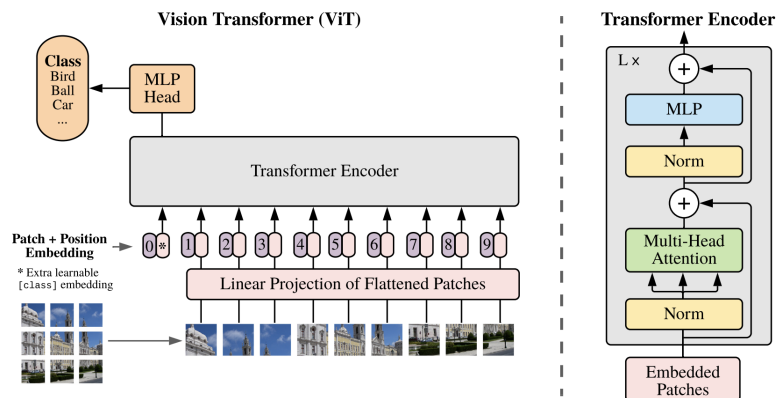 Vision Transformer (ViT)
Class
Bird
Ball
Car
...
MLP
Head
Transformer Encoder
Patch + Position
Embedding
0 * 1 2 3 4 5 6 7 8 9
* Extra learnable
[class] embedding
Linear Projection of Flattened Patches
Transformer Encoder
L x
+
MLP
Norm
+
Multi-Head
Attention
Norm
Embedded
Patches